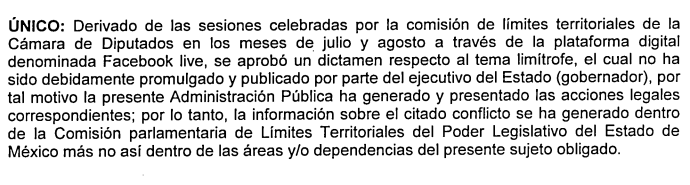 ÚNICO: Derivado de las sesiones celebradas por la comisión de límites territoriales de la
Cámara de Diputados en los meses de julio y agosto a través de la plataforma digital
denominada Facebook live, se aprobó un dictamen respecto al tema limítrofe, el cual no ha
sido debidamente promulgado y publicado por parte del ejecutivo del Estado (gobernador), por
tal motivo la presente Administración Pública ha generado y presentado las acciones legales
correspondientes; por lo tanto, la información sobre el citado conflicto se ha generado dentro
de la Comisión parlamentaria de Límites Territoriales del Poder Legislativo del Estado de
México más no así dentro de las áreas y/o dependencias del presente sujeto obligado.